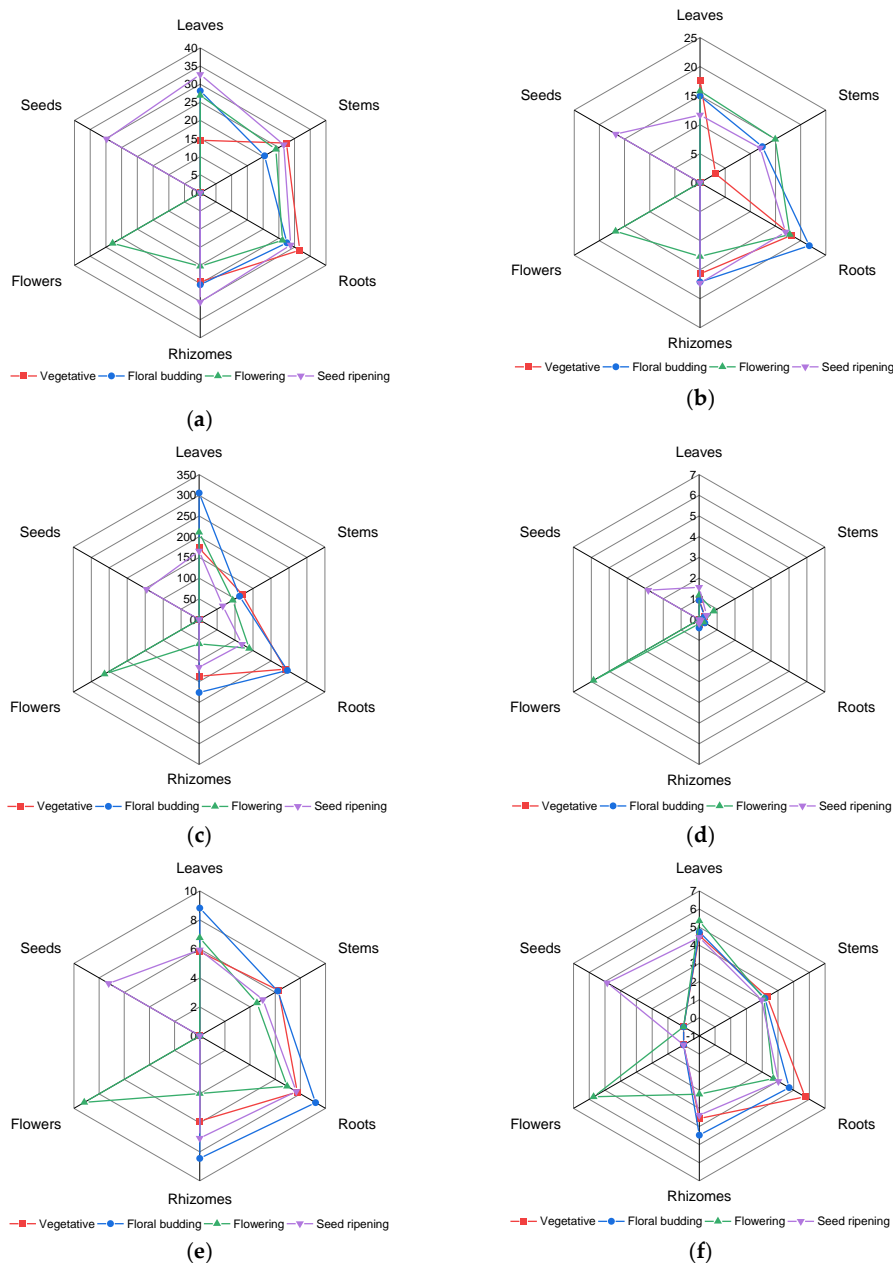 Leaves
40
35
30
25
20
15
10
5
0
Seeds
Stems
Flowers
Roots
Rhizomes
Vegetative Floral budding Flowering Seed ripening
(a)
Leaves
25
20
15
10
5
0
Seeds
Stems
Flowers
Roots
Rhizomes
Vegetative Floral budding Flowering Seed ripening
(b)
Leaves
350
300
250
200
150
100
50
0
Seeds
Stems
Flowers
Roots
Rhizomes
Vegetative Floral budding Flowering Seed ripening
(c)
Leaves
7
6
5
4
3
2
1
0
Seeds
Stems
Flowers
Roots
Rhizomes
Vegetative Floral budding Flowering Seed ripening
(d)
Leaves
10
8
6
4
2
0
Seeds
Stems
Flowers
Roots
Rhizomes
Vegetative Floral budding Flowering Seed ripening
(e)
Leaves
7
6
5
4
3
2
1
0
-1
Seeds
Stems
Flowers
Roots
Rhizomes
Vegetative Floral budding Flowering Seed ripening
(f)